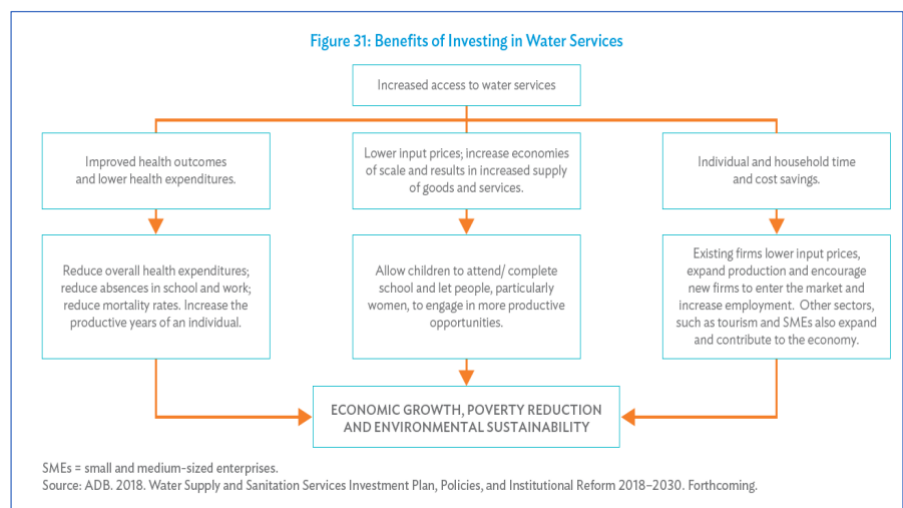 Figure 31: Benefits of Investing in Water Services
Increased access to water services
Improved health outcomes
and lower health expenditures.
Lower input prices; increase economies
of scale and results in increased supply
of goods and services.
Individual and household time
and cost savings.
Reduce overall health expenditures;
reduce absences in school and work;
reduce mortality rates. Increase the
productive years of an individual.
Allow children to attend/ complete
school and let people, particularly
women, to engage in more productive
opportunities.
Existing firms lower input prices,
expand production and encourage
new firms to enter the market and
increase employment. Other sectors,
such as tourism and SMEs also expand
and contribute to the economy.
ECONOMIC GROWTH, POVERTY REDUCTION
AND ENVIRONMENTAL SUSTAINABILITY
SMEs = small and medium-sized enterprises.
Source: ADB. 2018. Water Supply and Sanitation Services Investment Plan, Policies, and Institutional Reform 2018–2030. Forthcoming.